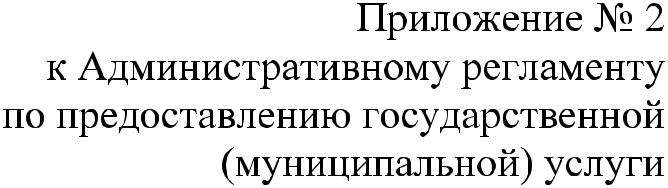 Приложение № 2
к Административному регламенту
по предоставлению государственной
(муниципальной) услуги